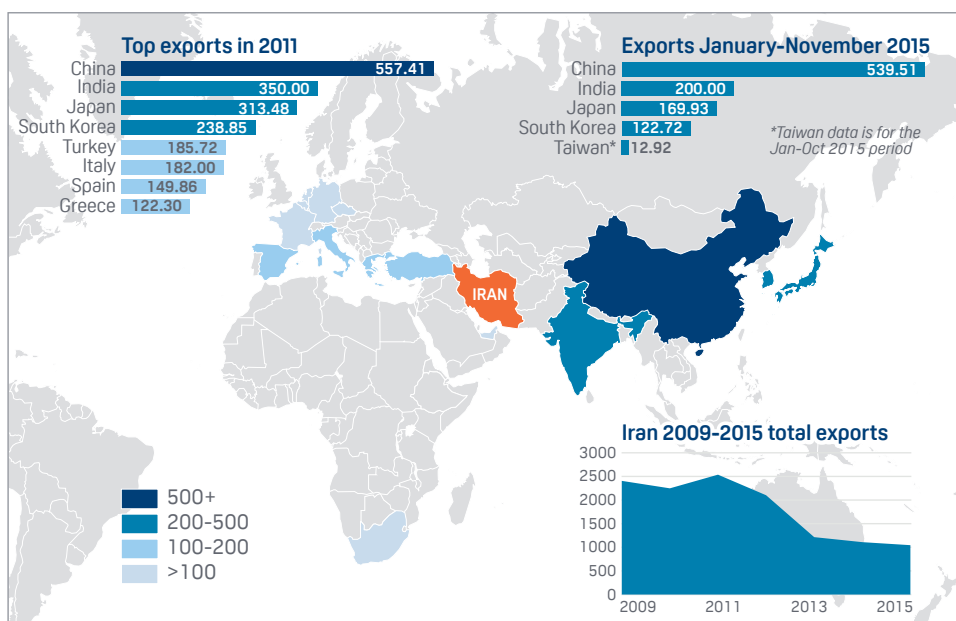 Top exports in 2011
China 557.41
India 350.00
Japan 313.48
South Korea 238.85
Turkey 185.72
Italy 182.00
Spain 149.86
Greece 122.30
Exports January-November 2015
China 539.51
India 200.00
Japan 169.93
South Korea 122.72
Taiwan* 12.92
*Taiwan data is for the
Jan-Oct 2015 period
IRAN
500+
200-500
100-200
>100
Iran 2009-2015 total exports
3000
2500
2000
1500
1000
500
0
2009 2011 2013 2015